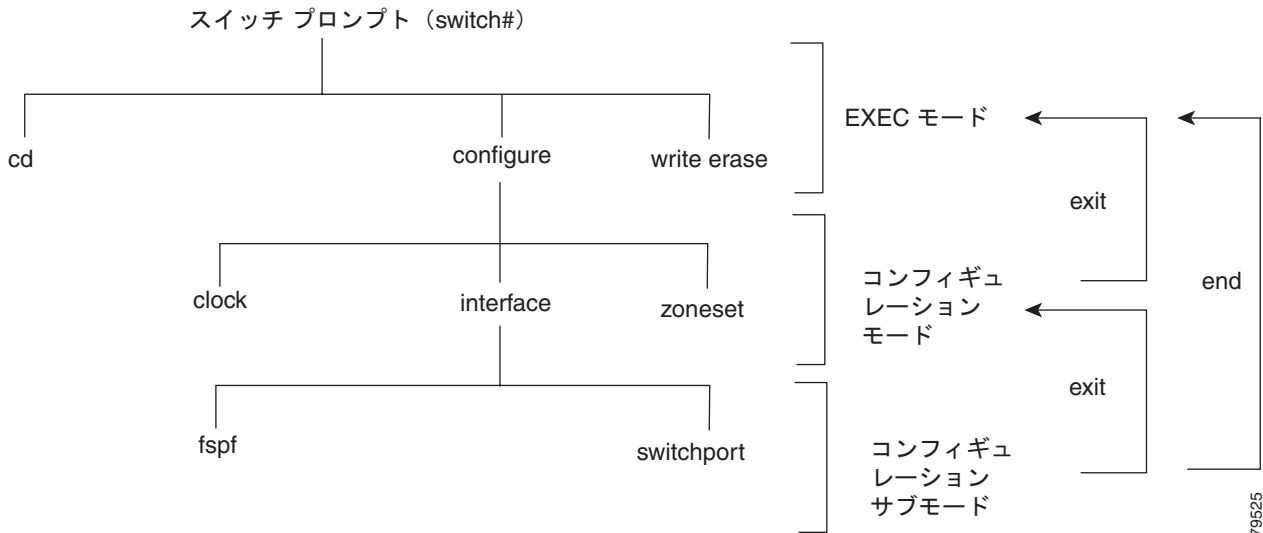 スイッチ プロンプト（switch#）
EXEC モード
cd
configure
write erase
exit
コンフィギュ
レーション
モード
end
clock
interface
zoneset
exit
fspf
switchport
コンフィギュ
レーション
サブモード
79525